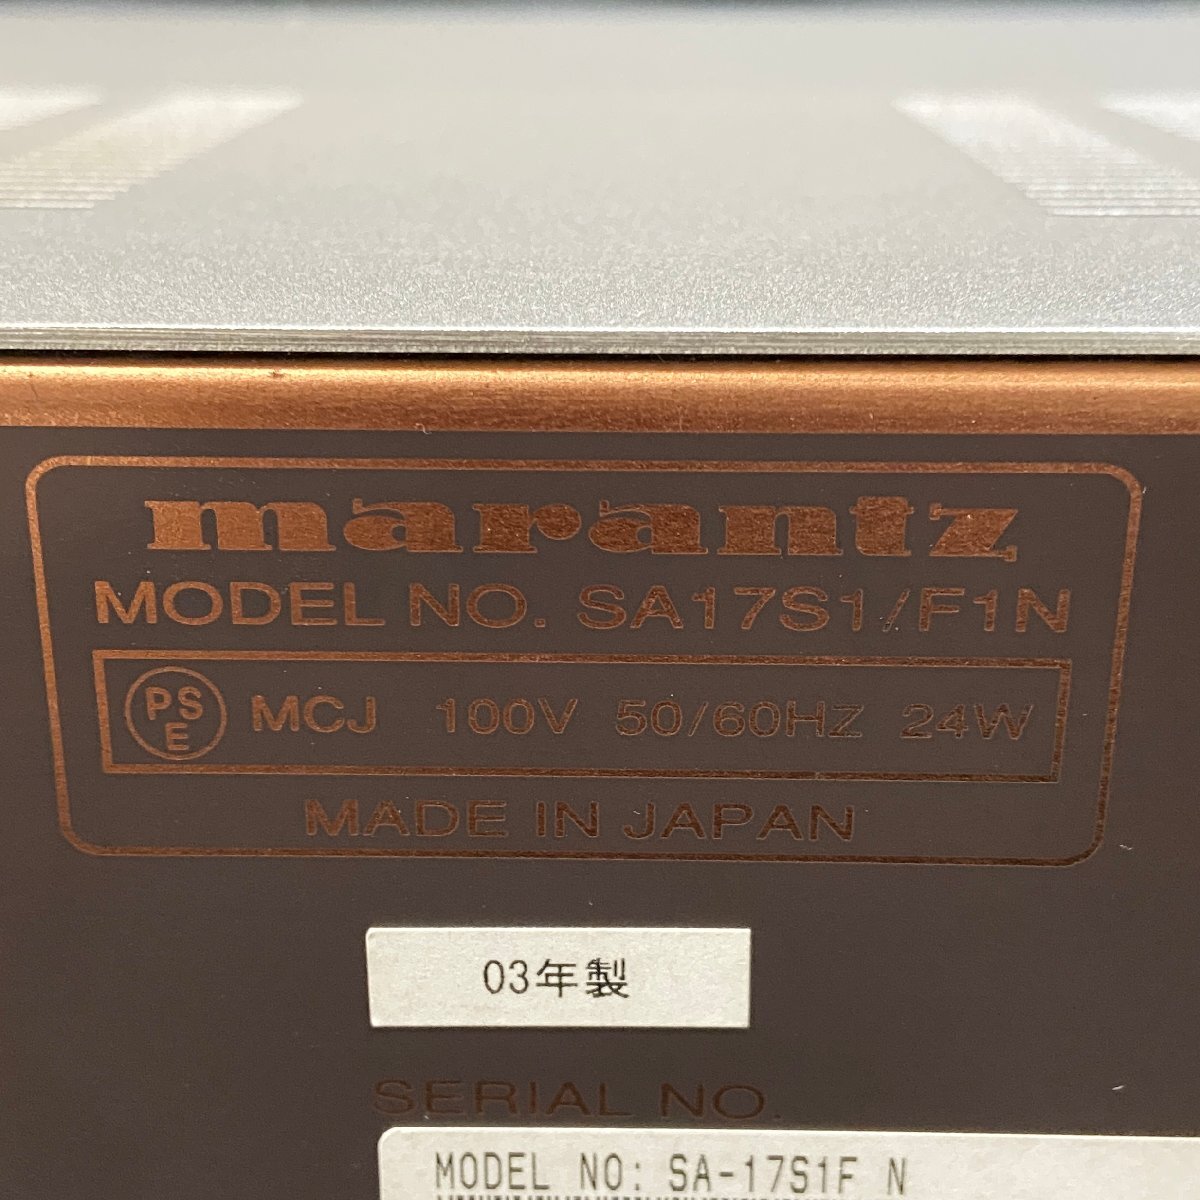 marantz
MODEL NO. SA17S1/F1N
PS E MCJ 100V 50/60HZ 24W
MADE IN JAPAN
03年製
SERIAL NO.
MODEL NO: SA-17S1F N